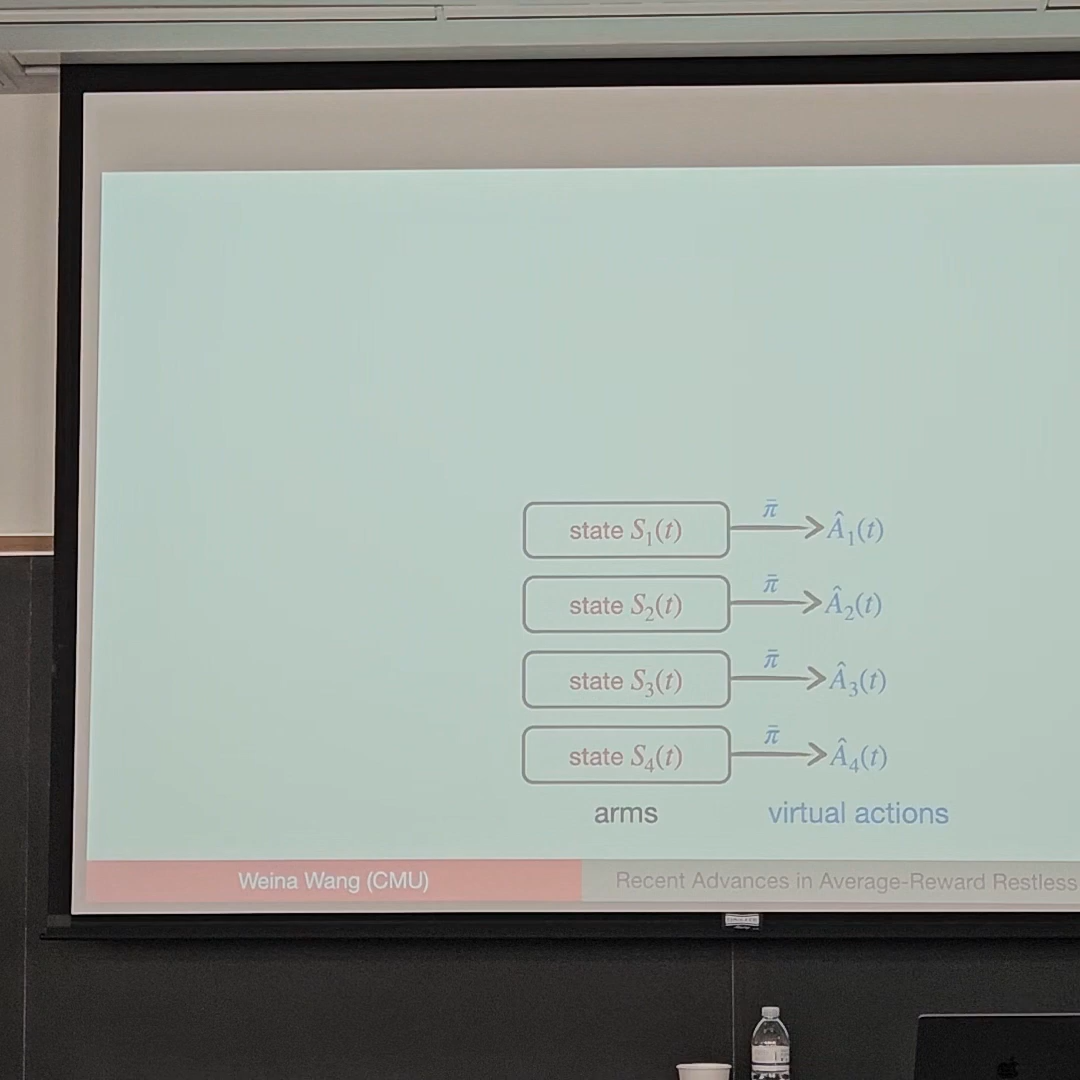 state S₁(t) π̄ Â₁(t)
state S₂(t) π̄ Â₂(t)
state S₃(t) π̄ Â₃(t)
state S₄(t) π̄ Â₄(t)
arms virtual actions
Weina Wang (CMU) Recent Advances in Average-Reward Restless